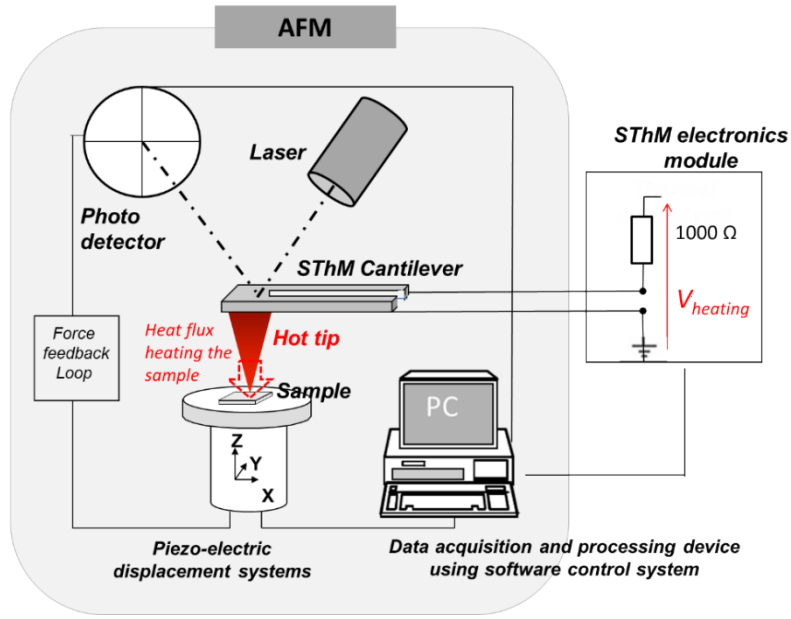 AFM
SThM electronics
module
Laser
1000 Ω
Photo
detector
SThM Cantilever
Vheating
Heat flux
heating the
sample
Hot tip
Force
feedback
Loop
Sample
PC
Z
Y
X
Piezo-electric
displacement systems
Data acquisition and processing device
using software control system